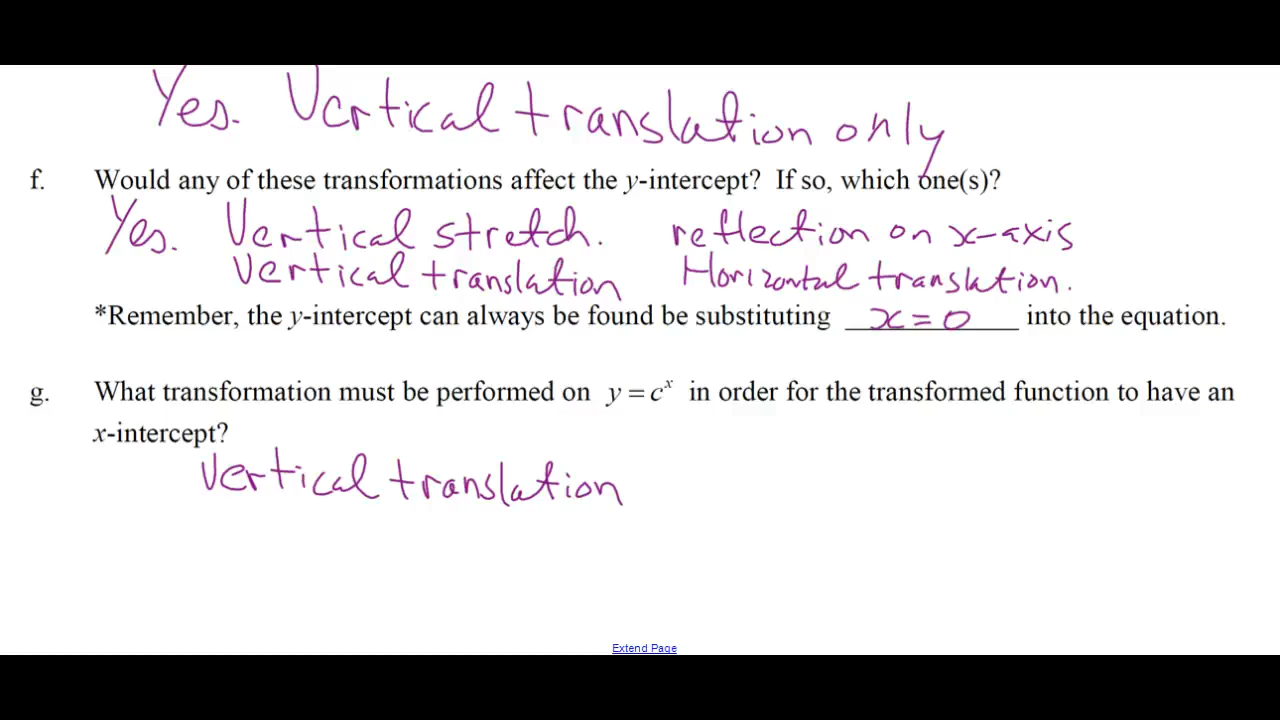 Yes. Vertical translation only
f. Would any of these transformations affect the y-intercept? If so, which one(s)?
Yes. Vertical stretch. reflection on x-axis
Vertical translation Horizontal translation.
*Remember, the y-intercept can always be found be substituting x = 0 into the equation.
g. What transformation must be performed on y = cˣ in order for the transformed function to have an
x-intercept?
Vertical translation
Extend Page